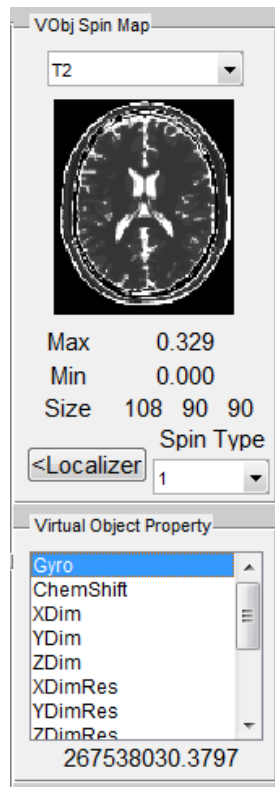 VObj Spin Map
T2
Max 0.329
Min 0.000
Size 108 90 90
Spin Type
<Localizer 1
Virtual Object Property
Gyro
ChemShift
XDim
YDim
ZDim
XDimRes
YDimRes
ZDimRes
267538030.3797